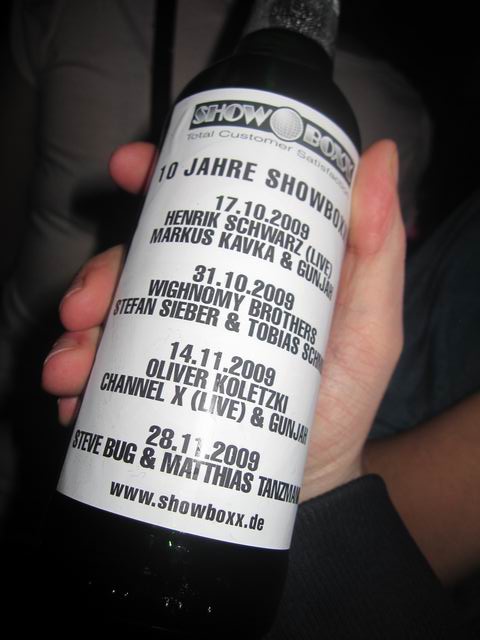 SHOW BOXX
Total Customer Satisfaction
10 JAHRE SHOWBOXX
17.10.2009
HENRIK SCHWARZ (LIVE)
MARKUS KAVKA & GUNJAH
31.10.2009
WIGHNOMY BROTHERS
STEFAN SIEBER & TOBIAS
14.11.2009
OLIVER KOLETZKI
CHANNEL X (LIVE) & GUNJAH
28.11.2009
STEVE BUG & MATTHIAS
www.showboxx.de